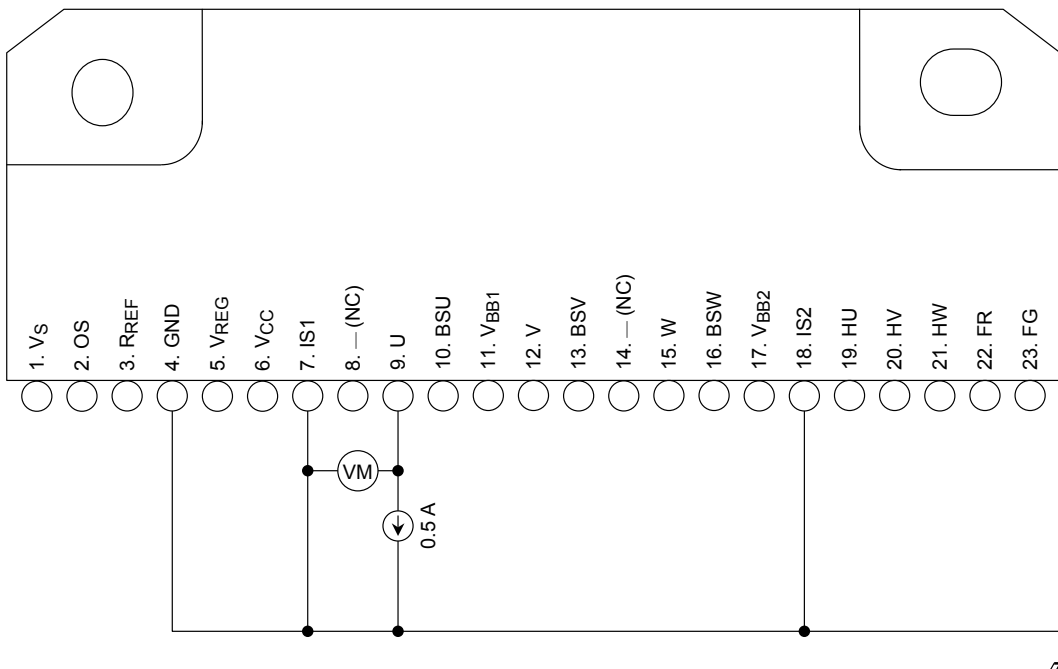 1. VS
2. OS
3. RREF
4. GND
5. VREG
6. VCC
7. IS1
8. — (NC)
9. U
10. BSU
11. VBB1
12. V
13. BSV
14. — (NC)
15. W
16. BSW
17. VBB2
18. IS2
19. HU
20. HV
21. HW
22. FR
23. FG
VM
0.5 A